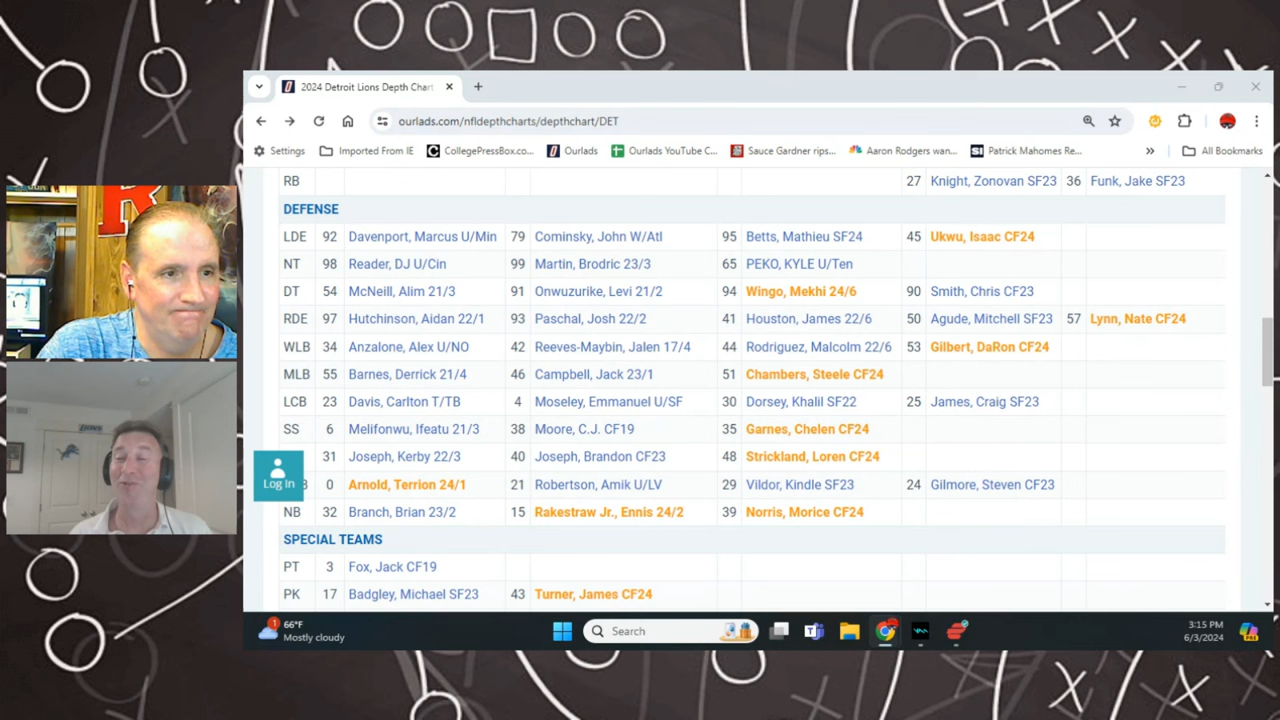 2024 Detroit Lions Depth Chart
ourlads.com/nfldepthcharts/depthchart/DET
Settings Imported From IE CollegePressBox.co... Ourlads Ourlads YouTube C... Sauce Gardner rips... Aaron Rodgers wan... Patrick Mahomes Re... » All Bookmarks
RB 27 Knight, Zonovan SF23 36 Funk, Jake SF23
DEFENSE
LDE 92 Davenport, Marcus U/Min 79 Cominsky, John W/Atl 95 Betts, Mathieu SF24 45 Ukwu, Isaac CF24
NT 98 Reader, DJ U/Cin 99 Martin, Brodric 23/3 65 PEKO, KYLE U/Ten
DT 54 McNeill, Alim 21/3 91 Onwuzurike, Levi 21/2 94 Wingo, Mekhi 24/6 90 Smith, Chris CF23
RDE 97 Hutchinson, Aidan 22/1 93 Paschal, Josh 22/2 41 Houston, James 22/6 50 Agude, Mitchell SF23 57 Lynn, Nate CF24
WLB 34 Anzalone, Alex U/NO 42 Reeves-Maybin, Jalen 17/4 44 Rodriguez, Malcolm 22/6 53 Gilbert, DaRon CF24
MLB 55 Barnes, Derrick 21/4 46 Campbell, Jack 23/1 51 Chambers, Steele CF24
LCB 23 Davis, Carlton T/TB 4 Moseley, Emmanuel U/SF 30 Dorsey, Khalil SF22 25 James, Craig SF23
SS 6 Melifonwu, Ifeatu 21/3 38 Moore, C.J. CF19 35 Garnes, Chelen CF24
31 Joseph, Kerby 22/3 40 Joseph, Brandon CF23 48 Strickland, Loren CF24
0 Arnold, Terrion 24/1 21 Robertson, Amik U/LV 29 Vildor, Kindle SF23 24 Gilmore, Steven CF23
Log In
NB 32 Branch, Brian 23/2 15 Rakestraw Jr., Ennis 24/2 39 Norris, Morice CF24
SPECIAL TEAMS
PT 3 Fox, Jack CF19
PK 17 Badgley, Michael SF23 43 Turner, James CF24
1 66°F
Mostly cloudy
Search
3:15 PM
6/3/2024
R